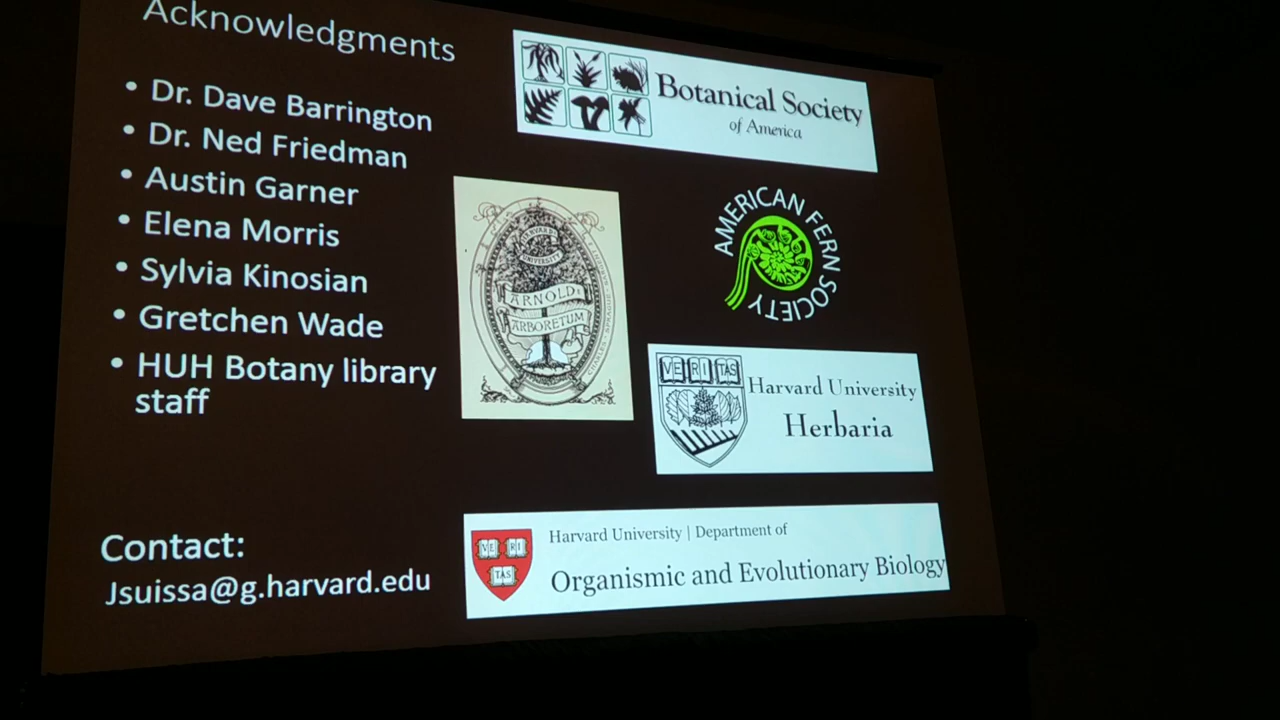 Acknowledgments
• Dr. Dave Barrington
• Dr. Ned Friedman
• Austin Garner
• Elena Morris
• Sylvia Kinosian
• Gretchen Wade
• HUH Botany library
staff
Contact:
Jsuissa@g.harvard.edu
Botanical Society
of America
HARVARD
UNIVERSITY
ARNOLD
ARBORETUM
CHARLES SPRAGUE
AMERICAN FERN SOCIETY
VE RI TAS
Harvard University
Herbaria
VE RI
TAS
Harvard University | Department of
Organismic and Evolutionary Biology